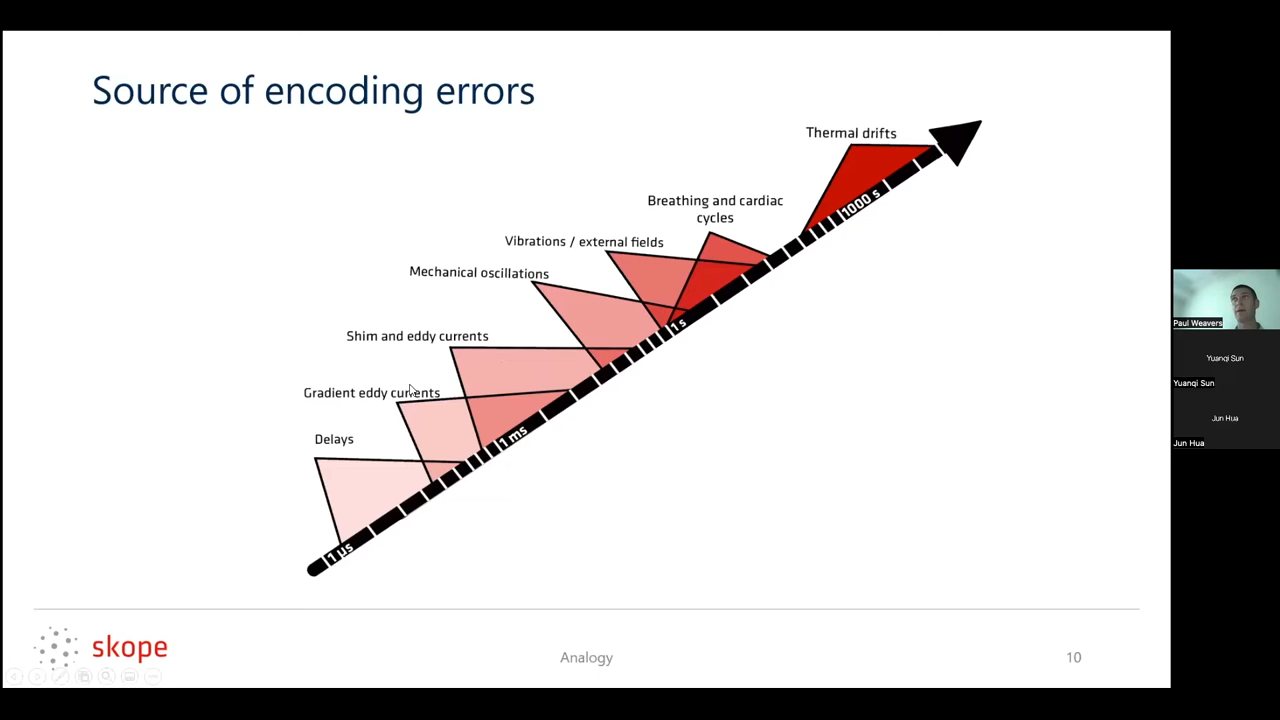 Source of encoding errors
Thermal drifts
Breathing and cardiac
cycles
Vibrations / external fields
Mechanical oscillations
Shim and eddy currents
Gradient eddy currents
Delays
1000 s
1 s
1 ms
1 µs
skope
Analogy
10
Paul Weavers
Yuanqi Sun
Yuanqi Sun
Jun Hua
Jun Hua